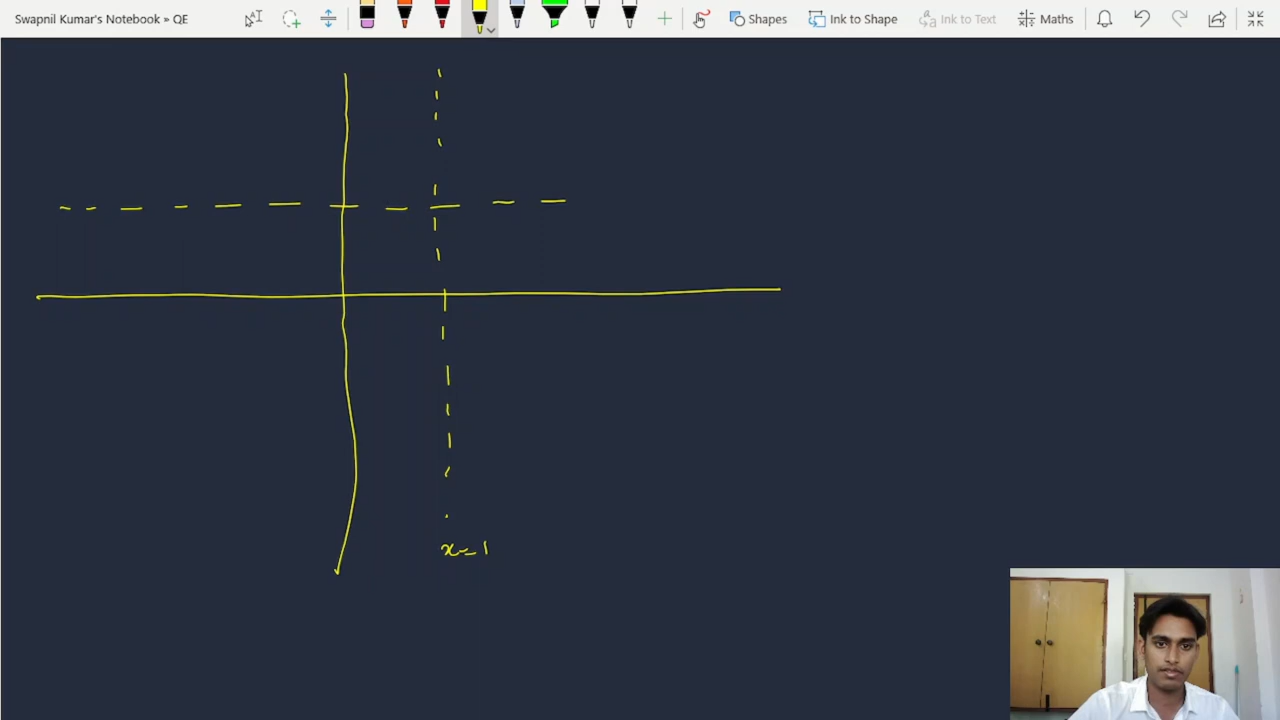 Swapnil Kumar's Notebook » QE
Shapes
Ink to Shape
Ink to Text
Maths
x=1